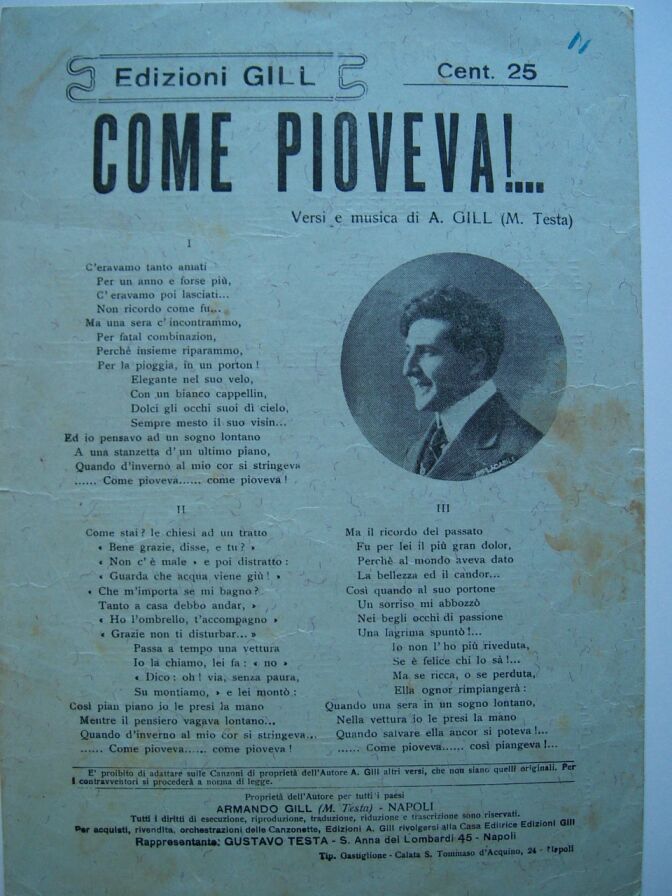 Edizioni GILL
Cent. 25
COME PIOVEVA!...
Versi e musica di A. GILL (M. Testa)
I
C'eravamo tanto amati
Per un anno e forse più,
C'eravamo poi lasciati...
Non ricordo come fu...
Ma una sera c'incontrammo,
Per fatal combinazion,
Perchè insieme riparammo,
Per la pioggia, in un porton!
Elegante nel suo velo,
Con un bianco cappellin,
Dolci gli occhi suoi di cielo,
Sempre mesto il suo visin...
Ed io pensavo ad un sogno lontano
A una stanzetta d'un ultimo piano,
Quando d'inverno al mio cor si stringeva
...... Come pioveva...... come pioveva!
II
Come stai? le chiesi ad un tratto
« Bene grazie, disse, e tu? »
« Non c'è male » e poi distratto:
« Guarda che acqua viene giù! »
« Che m'importa se mi bagno?
Tanto a casa debbo andar, »
« Ho l'ombrello, t'accompagno »
« Grazie non ti disturbar... »
Passa a tempo una vettura
Io la chiamo, lei fa: « no »
« Dico: oh! via, senza paura,
Su montiamo, » e lei montò:
Così pian piano io le presi la mano
Mentre il pensiero vagava lontano...
Quando d'inverno al mio cor si stringeva...
...... Come pioveva...... come pioveva!
III
Ma il ricordo del passato
Fu per lei il più gran dolor,
Perchè al mondo aveva dato
La bellezza ed il candor...
Così quando al suo portone
Un sorriso mi abbozzò
Nei begli occhi di passione
Una lagrima spuntò!...
Io non l'ho più riveduta,
Se è felice chi lo sà!...
Ma se ricca, o se perduta,
Ella ognor rimpiangerà:
Quando una sera in un sogno lontano,
Nella vettura io le presi la mano
Quando salvare ella ancor si poteva!...
...... Come pioveva...... così piangeva!...
E' proibito di adattare sulle Canzoni di proprietà dell'Autore A. Gill altri versi, che non siano quelli originali. Per
i contravventori si procederà a norma di legge.
Proprietà dell'Autore per tutti i paesi
ARMANDO GILL (M. Testa) - NAPOLI
Tutti i diritti di esecuzione, riproduzione, traduzione, riduzione e trascrizione sono riservati.
Per acquisti, rivendita, orchestrazioni delle Canzonette, Edizioni A. Gill rivolgersi alla Casa Editrice Edizioni Gill
Rappresentante: GUSTAVO TESTA - S. Anna dei Lombardi 45 - Napoli
Tip. Gastiglione - Calata S. Tommaso d'Acquino, 24 - Napoli